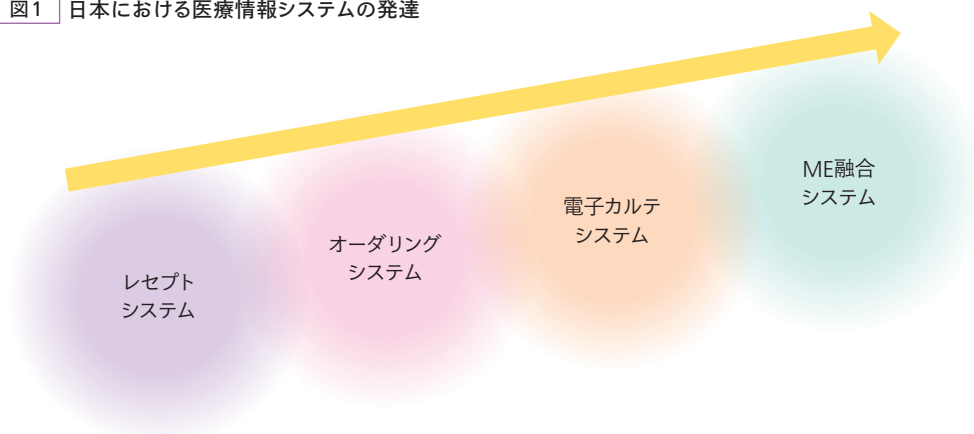 図1 日本における医療情報システムの発達
レセプト
システム
オーダリング
システム
電子カルテ
システム
ME融合
システム